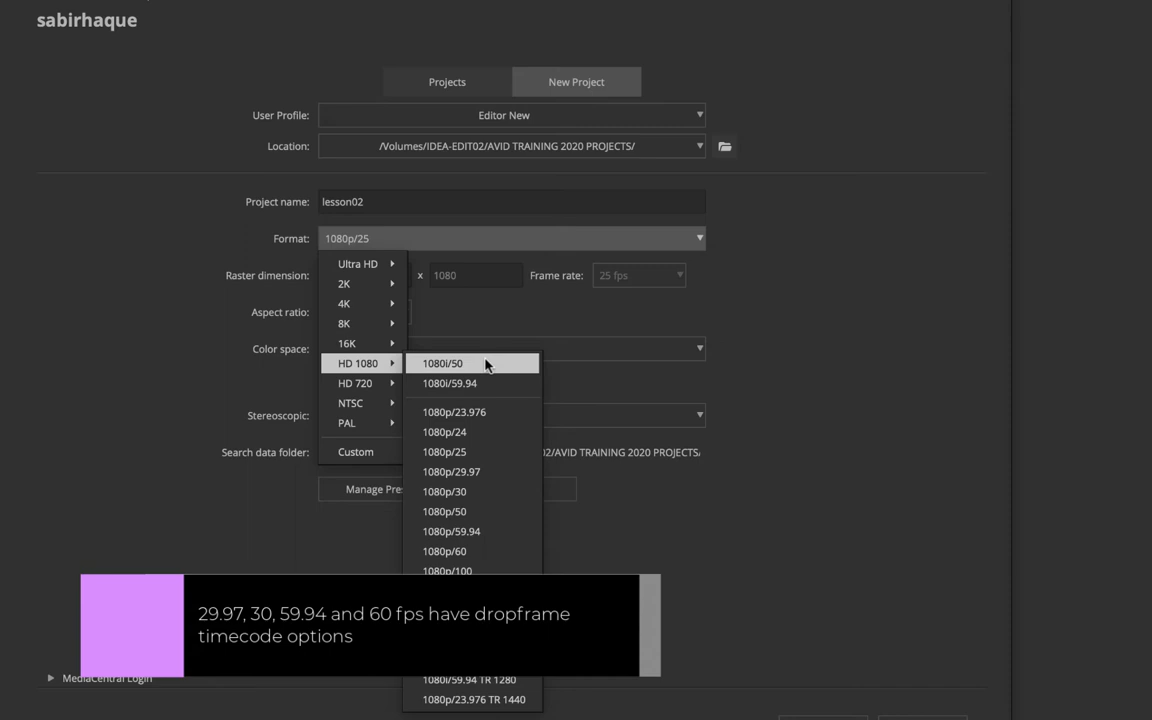 sabirhaque
Projects
New Project
User Profile:
Editor New
Location:
/Volumes/IDEA-EDIT02/AVID TRAINING 2020 PROJECTS/
Project name:
lesson02
Format:
1080p/25
Ultra HD
2K
4K
8K
16K
HD 1080
HD 720
NTSC
PAL
Custom
Raster dimension:
x
1080
Frame rate:
25 fps
Aspect ratio:
Color space:
1080i/50
1080i/59.94
1080p/23.976
1080p/24
1080p/25
1080p/29.97
1080p/30
1080p/50
1080p/59.94
1080p/60
1080p/100
Stereoscopic:
Search data folder:
02/AVID TRAINING 2020 PROJECTS/
Manage Pre
29.97, 30, 59.94 and 60 fps have dropframe
timecode options
MediaCentral Login
1080i/59.94 TR 1280
1080p/23.976 TR 1440